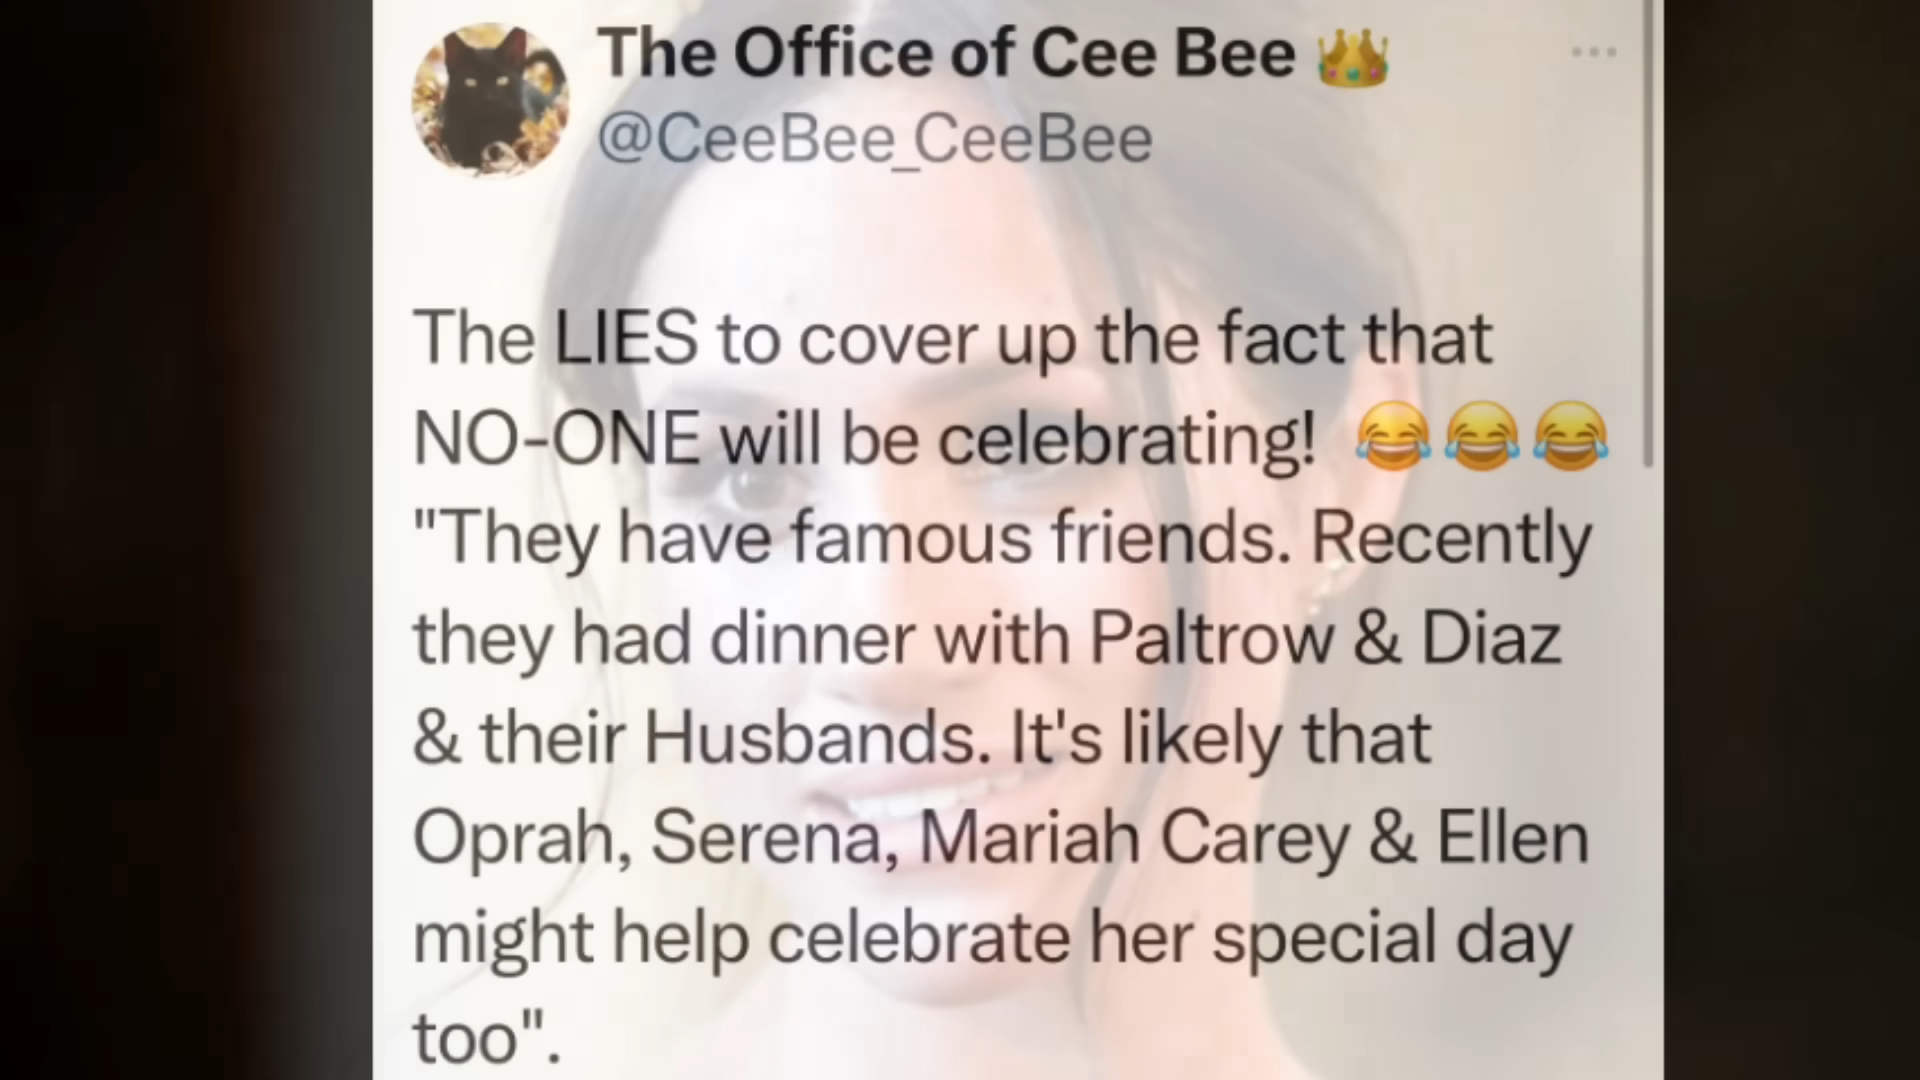 The Office of Cee Bee 👑
@CeeBee_CeeBee
The LIES to cover up the fact that
NO-ONE will be celebrating! 😂😂😂
"They have famous friends. Recently
they had dinner with Paltrow & Diaz
& their Husbands. It's likely that
Oprah, Serena, Mariah Carey & Ellen
might help celebrate her special day
too".